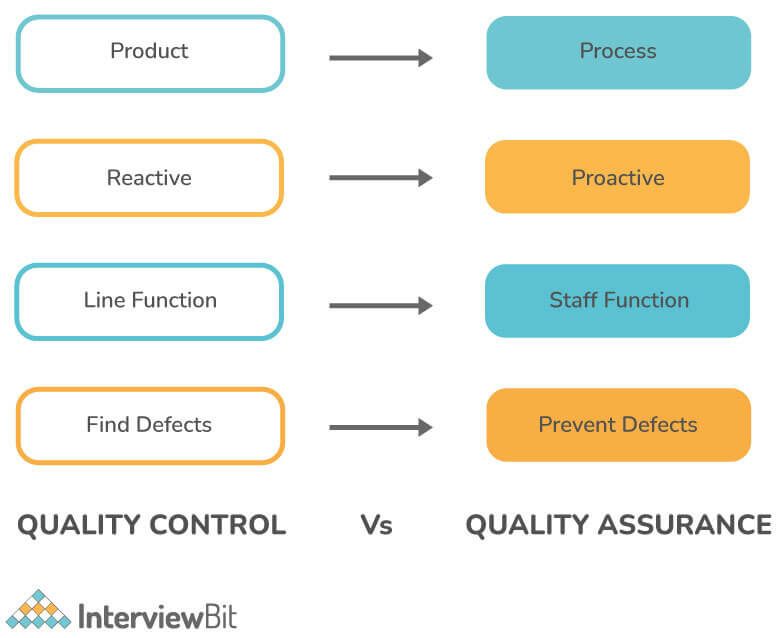 Product Process
Reactive Proactive
Line Function Staff Function
Find Defects Prevent Defects
QUALITY CONTROL Vs QUALITY ASSURANCE
InterviewBit